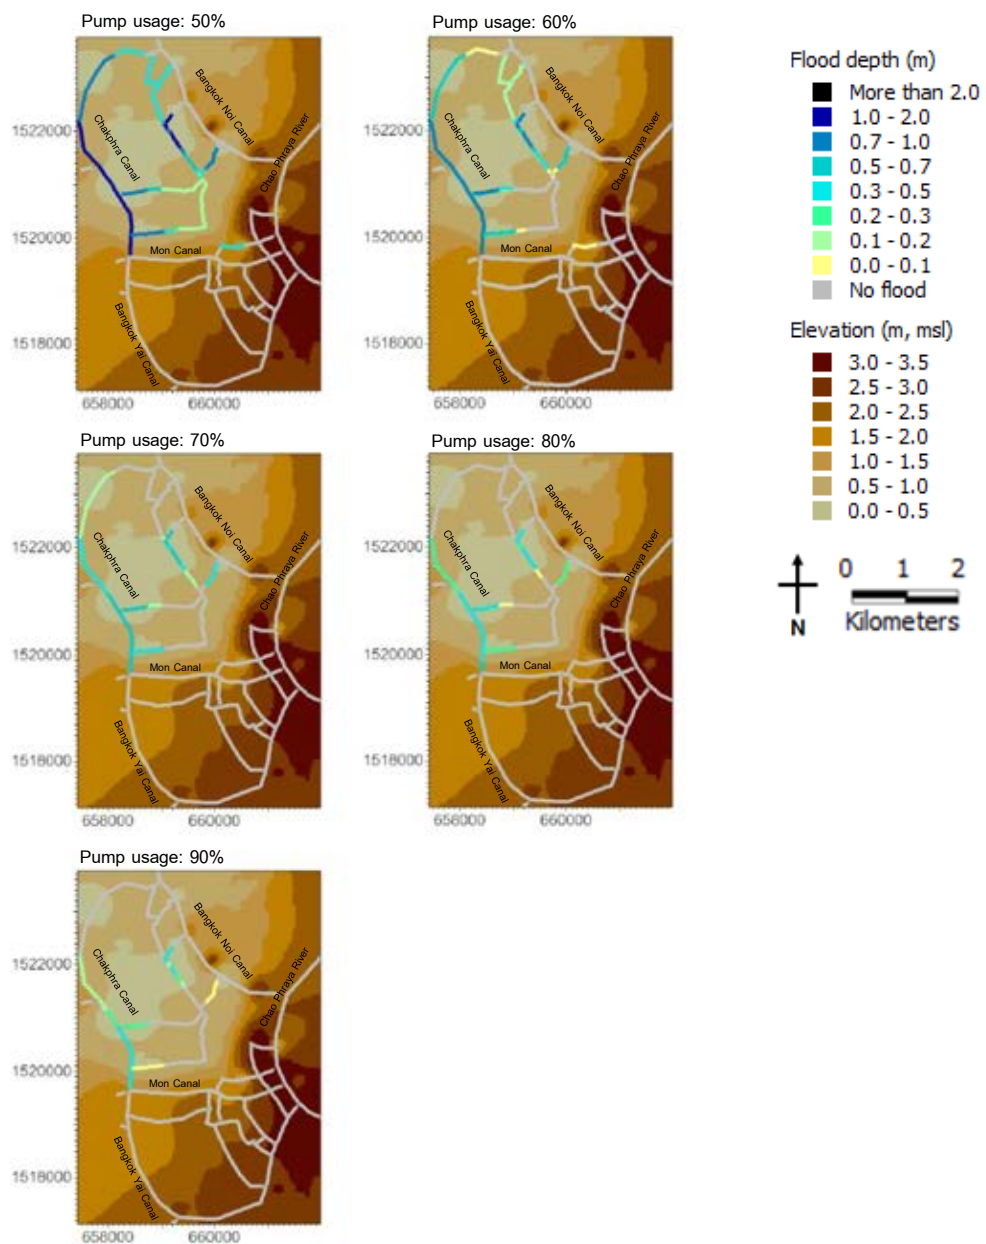 Pump usage: 50%
Bangkok Noi Canal
Chakphra Canal
Chao Phraya River
Mon Canal
Bangkok Yai Canal
1522000
1520000
1518000
658000 660000
Pump usage: 60%
Bangkok Noi Canal
Chakphra Canal
Chao Phraya River
Mon Canal
Bangkok Yai Canal
1522000
1520000
1518000
658000 660000
Flood depth (m)
More than 2.0
1.0 - 2.0
0.7 - 1.0
0.5 - 0.7
0.3 - 0.5
0.2 - 0.3
0.1 - 0.2
0.0 - 0.1
No flood
Elevation (m, msl)
3.0 - 3.5
2.5 - 3.0
2.0 - 2.5
1.5 - 2.0
1.0 - 1.5
0.5 - 1.0
0.0 - 0.5
N
0 1 2
Kilometers
Pump usage: 70%
Bangkok Noi Canal
Chakphra Canal
Chao Phraya River
Mon Canal
Bangkok Yai Canal
1522000
1520000
1518000
658000 660000
Pump usage: 80%
Bangkok Noi Canal
Chakphra Canal
Chao Phraya River
Mon Canal
Bangkok Yai Canal
1522000
1520000
1518000
658000 660000
Pump usage: 90%
Bangkok Noi Canal
Chakphra Canal
Chao Phraya River
Mon Canal
Bangkok Yai Canal
1522000
1520000
1518000
658000 660000